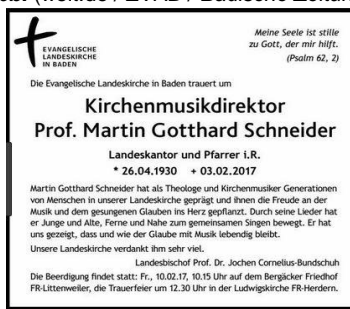 EVANGELISCHE
LANDESKIRCHE
IN BADEN
Meine Seele ist stille
zu Gott, der mir hilft.
(Psalm 62, 2)
Die Evangelische Landeskirche in Baden trauert um
Kirchenmusikdirektor
Prof. Martin Gotthard Schneider
Landeskantor und Pfarrer i.R.
* 26.04.1930 + 03.02.2017
Martin Gotthard Schneider hat als Theologe und Kirchenmusiker Generationen
von Menschen in unserer Landeskirche geprägt und ihnen die Freude an der
Musik und dem gesungenen Glauben ins Herz gepflanzt. Durch seine Lieder hat
er Junge und Alte, Ferne und Nahe zum gemeinsamen Singen bewegt. Er hat
uns gezeigt, dass und wie der Glaube mit Musik lebendig bleibt.
Unsere Landeskirche verdankt ihm sehr viel.
Landesbischof Prof. Dr. Jochen Cornelius-Bundschuh
Die Beerdigung findet statt: Fr., 10.02.17, 10.15 Uhr auf dem Bergäcker Friedhof
FR-Littenweiler, die Trauerfeier um 12.30 Uhr in der Ludwigskirche FR-Herdern.